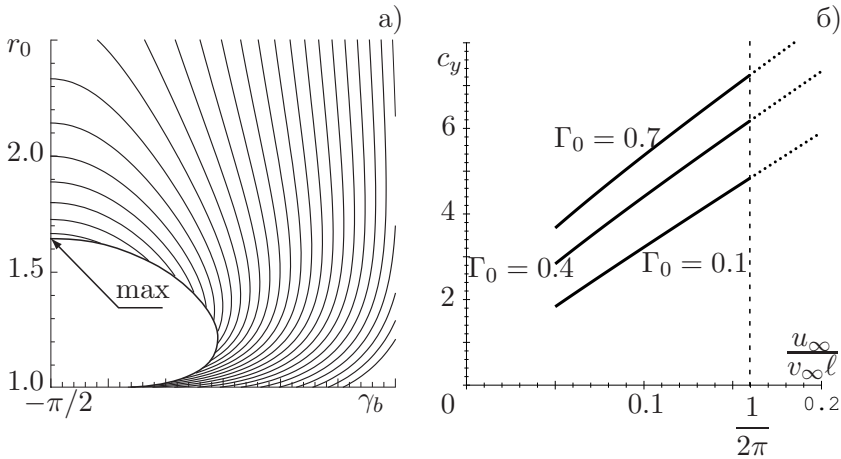 а)
r₀
2.0
1.5
max
1.0
−π/2
γ_b
б)
c_y
6
Γ₀ = 0.7
4
Γ₀ = 0.4
Γ₀ = 0.1
2
u_∞
v_∞ℓ
0
0.1
1
2π
0.2